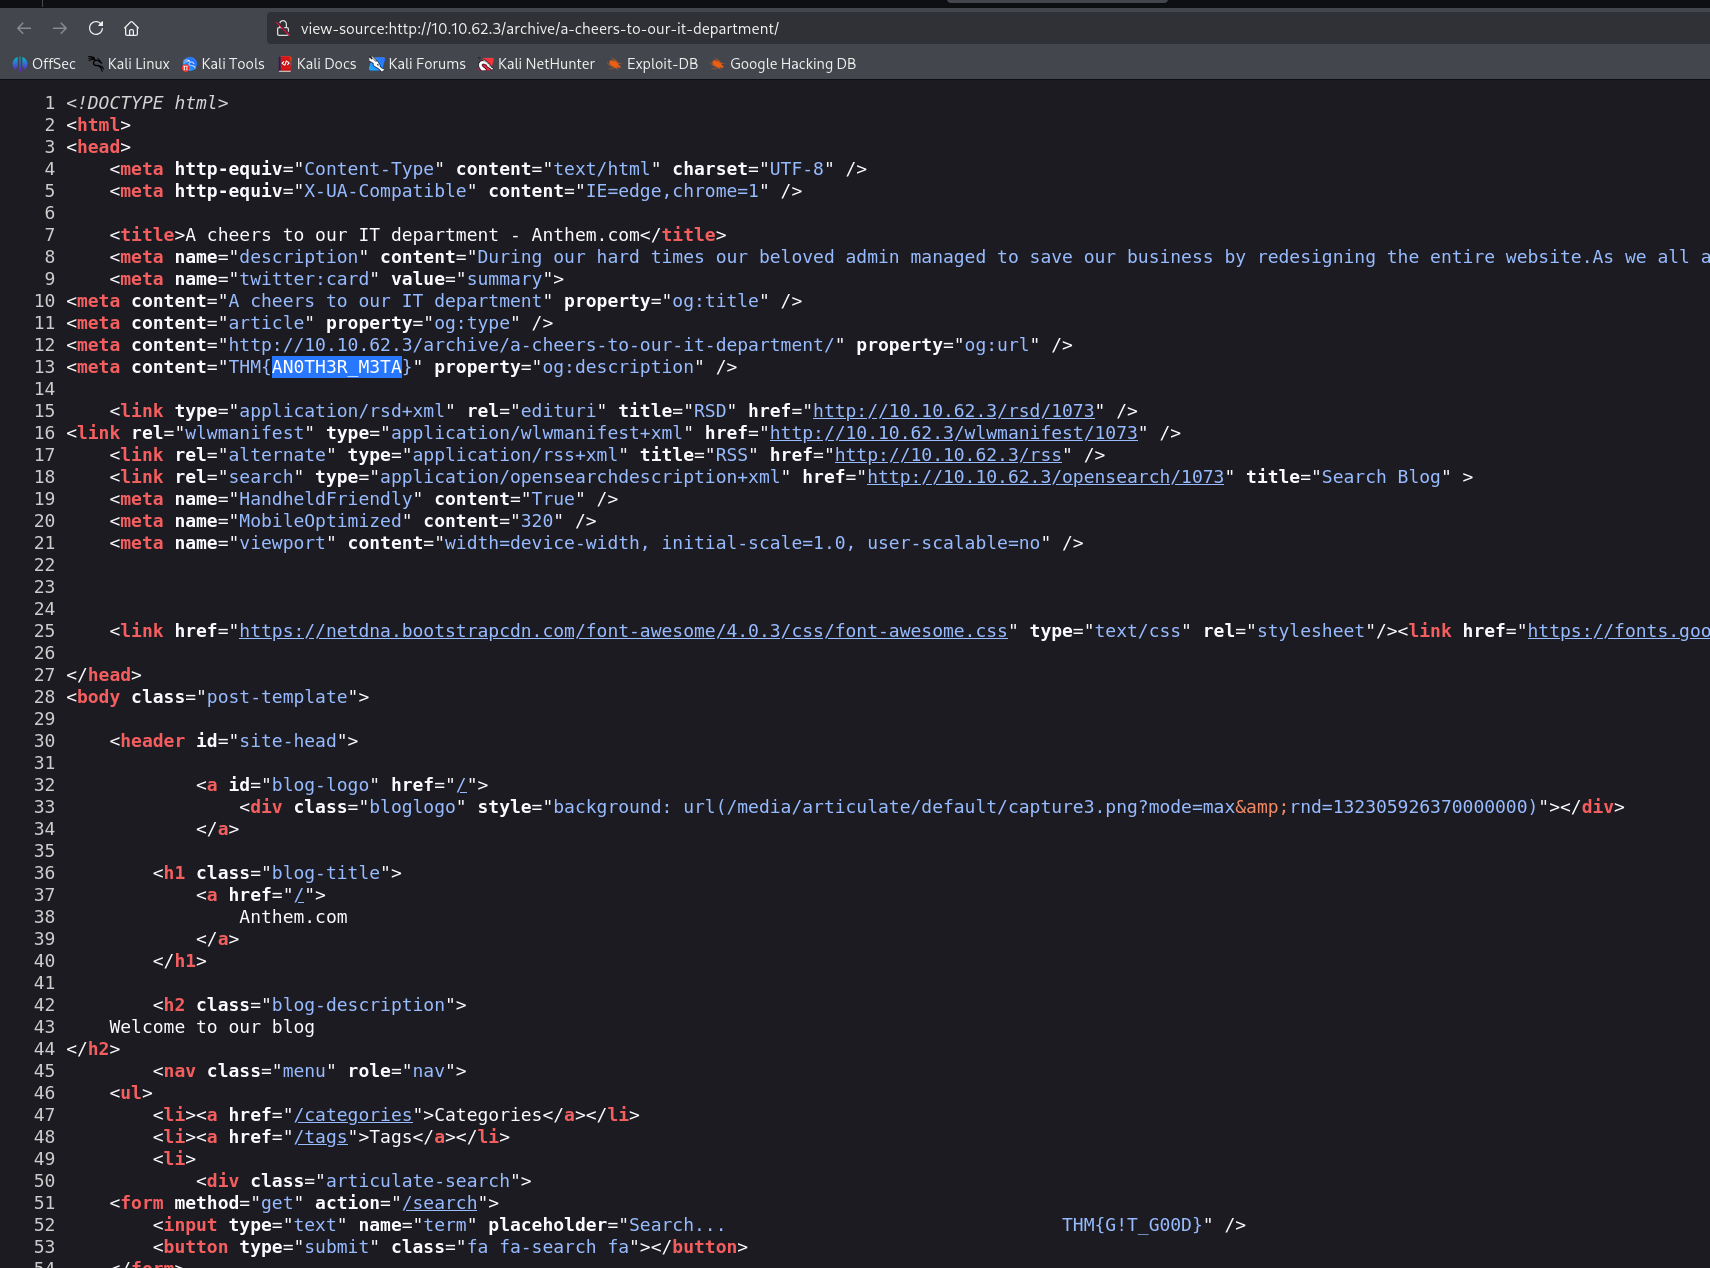 view-source:http://10.10.62.3/archive/a-cheers-to-our-it-department/
OffSec Kali Linux Kali Tools Kali Docs Kali Forums Kali NetHunter Exploit-DB Google Hacking DB
1 <!DOCTYPE html>
2 <html>
3 <head>
4     <meta http-equiv="Content-Type" content="text/html" charset="UTF-8" />
5     <meta http-equiv="X-UA-Compatible" content="IE=edge,chrome=1" />
6
7     <title>A cheers to our IT department - Anthem.com</title>
8     <meta name="description" content="During our hard times our beloved admin managed to save our business by redesigning the entire website.As we all a
9     <meta name="twitter:card" value="summary">
10 <meta content="A cheers to our IT department" property="og:title" />
11 <meta content="article" property="og:type" />
12 <meta content="http://10.10.62.3/archive/a-cheers-to-our-it-department/" property="og:url" />
13 <meta content="THM{AN0TH3R_M3TA}" property="og:description" />
14
15     <link type="application/rsd+xml" rel="edituri" title="RSD" href="http://10.10.62.3/rsd/1073" />
16 <link rel="wlwmanifest" type="application/wlwmanifest+xml" href="http://10.10.62.3/wlwmanifest/1073" />
17     <link rel="alternate" type="application/rss+xml" title="RSS" href="http://10.10.62.3/rss" />
18     <link rel="search" type="application/opensearchdescription+xml" href="http://10.10.62.3/opensearch/1073" title="Search Blog" >
19     <meta name="HandheldFriendly" content="True" />
20     <meta name="MobileOptimized" content="320" />
21     <meta name="viewport" content="width=device-width, initial-scale=1.0, user-scalable=no" />
22
23
24
25     <link href="https://netdna.bootstrapcdn.com/font-awesome/4.0.3/css/font-awesome.css" type="text/css" rel="stylesheet"/><link href="https://fonts.goo
26
27 </head>
28 <body class="post-template">
29
30     <header id="site-head">
31
32             <a id="blog-logo" href="/">
33                 <div class="bloglogo" style="background: url(/media/articulate/default/capture3.png?mode=max&amp;rnd=132305926370000000)"></div>
34             </a>
35
36         <h1 class="blog-title">
37             <a href="/">
38                 Anthem.com
39             </a>
40         </h1>
41
42         <h2 class="blog-description">
43     Welcome to our blog
44 </h2>
45         <nav class="menu" role="nav">
46     <ul>
47         <li><a href="/categories">Categories</a></li>
48         <li><a href="/tags">Tags</a></li>
49         <li>
50             <div class="articulate-search">
51     <form method="get" action="/search">
52         <input type="text" name="term" placeholder="Search...                               THM{G!T_G00D}" />
53         <button type="submit" class="fa fa-search fa"></button>
54     </form>